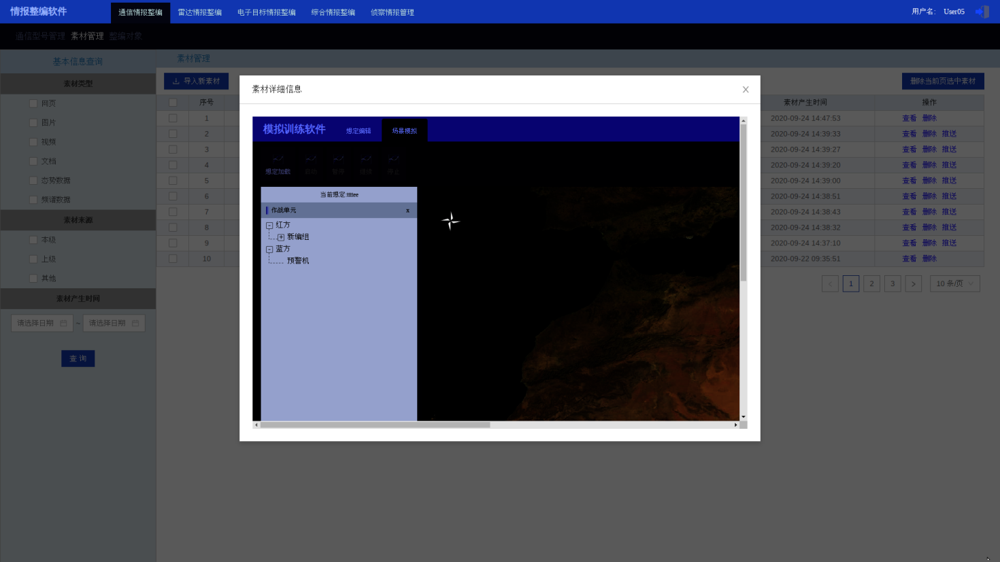 情报整编软件 通信情报整编 雷达情报整编 电子目标情报整编 综合情报整编 侦察情报管理 用户名： User05
通信型号管理 素材管理 整编对象
基本信息查询
素材类型
网页
图片
视频
文档
态势数据
频谱数据
素材来源
本级
上级
其他
素材产生时间
请选择日期 ~ 请选择日期
查 询
素材管理
导入新素材 删除当前页选中素材
序号 素材产生时间 操作
1 2020-09-24 14:47:53 查看 删除
2 2020-09-24 14:39:33 查看 删除 推送
3 2020-09-24 14:39:27 查看 删除 推送
4 2020-09-24 14:39:20 查看 删除 推送
5 2020-09-24 14:39:00 查看 删除 推送
6 2020-09-24 14:38:51 查看 删除 推送
7 2020-09-24 14:38:43 查看 删除 推送
8 2020-09-24 14:38:32 查看 删除 推送
9 2020-09-24 14:37:10 查看 删除 推送
10 2020-09-22 09:35:51 查看 删除
1 2 3 10 条/页
素材详细信息
模拟训练软件 想定编辑 场景模拟
想定加载 停止
当前想定:ttttee
作战单元 x
红方
新编组
蓝方
预警机